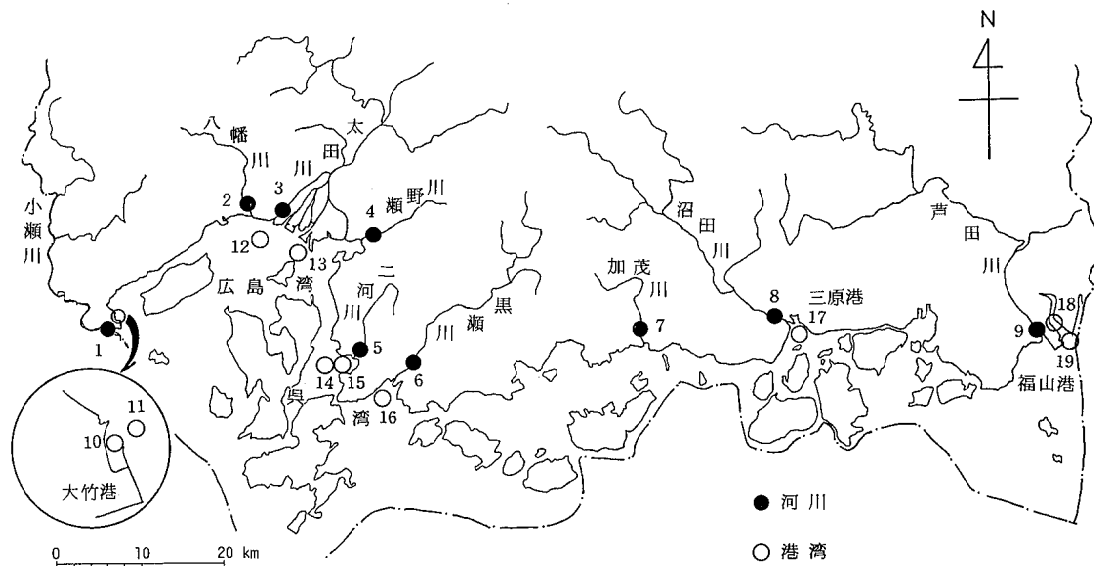 N
八幡川
太田川
瀬野川
小瀬川
二河川
黒瀬川
加茂川
沼田川
芦田川
広島湾
呉湾
三原港
福山港
大竹港
1
2
3
4
5
6
7
8
9
10
11
12
13
14
15
16
17
18
19
● 河川
○ 港湾
0 10 20 km